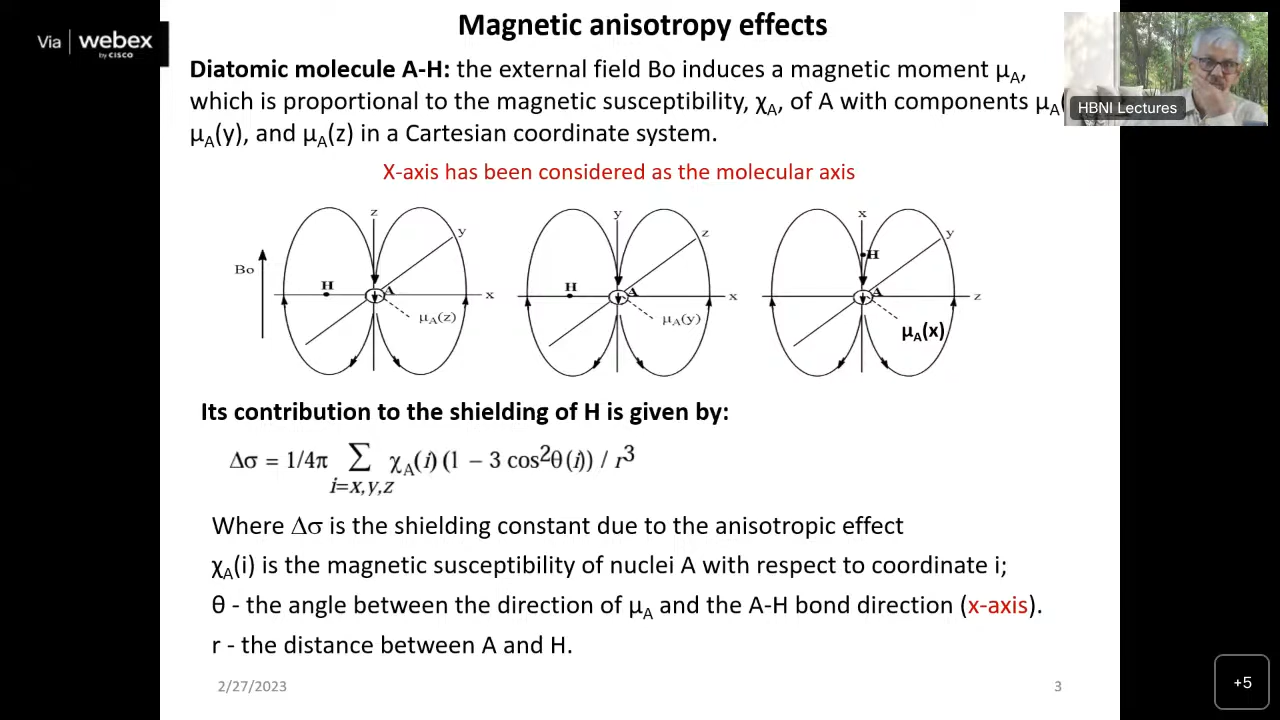 Via | webex
by CISCO
Magnetic anisotropy effects
Diatomic molecule A-H: the external field Bo induces a magnetic moment μA,
which is proportional to the magnetic susceptibility, χA, of A with components μA(
μA(y), and μA(z) in a Cartesian coordinate system.
HBNI Lectures
X-axis has been considered as the molecular axis
z y x
y z y
Bo H A x H A x H A z
μA(z) μA(y) μA(x)
Its contribution to the shielding of H is given by:
Δσ = 1/4π ∑ χA(i) (1 − 3 cos²θ(i)) / r³
i=x,y,z
Where Δσ is the shielding constant due to the anisotropic effect
χA(i) is the magnetic susceptibility of nuclei A with respect to coordinate i;
θ - the angle between the direction of μA and the A-H bond direction (x-axis).
r - the distance between A and H.
2/27/2023
3
+5